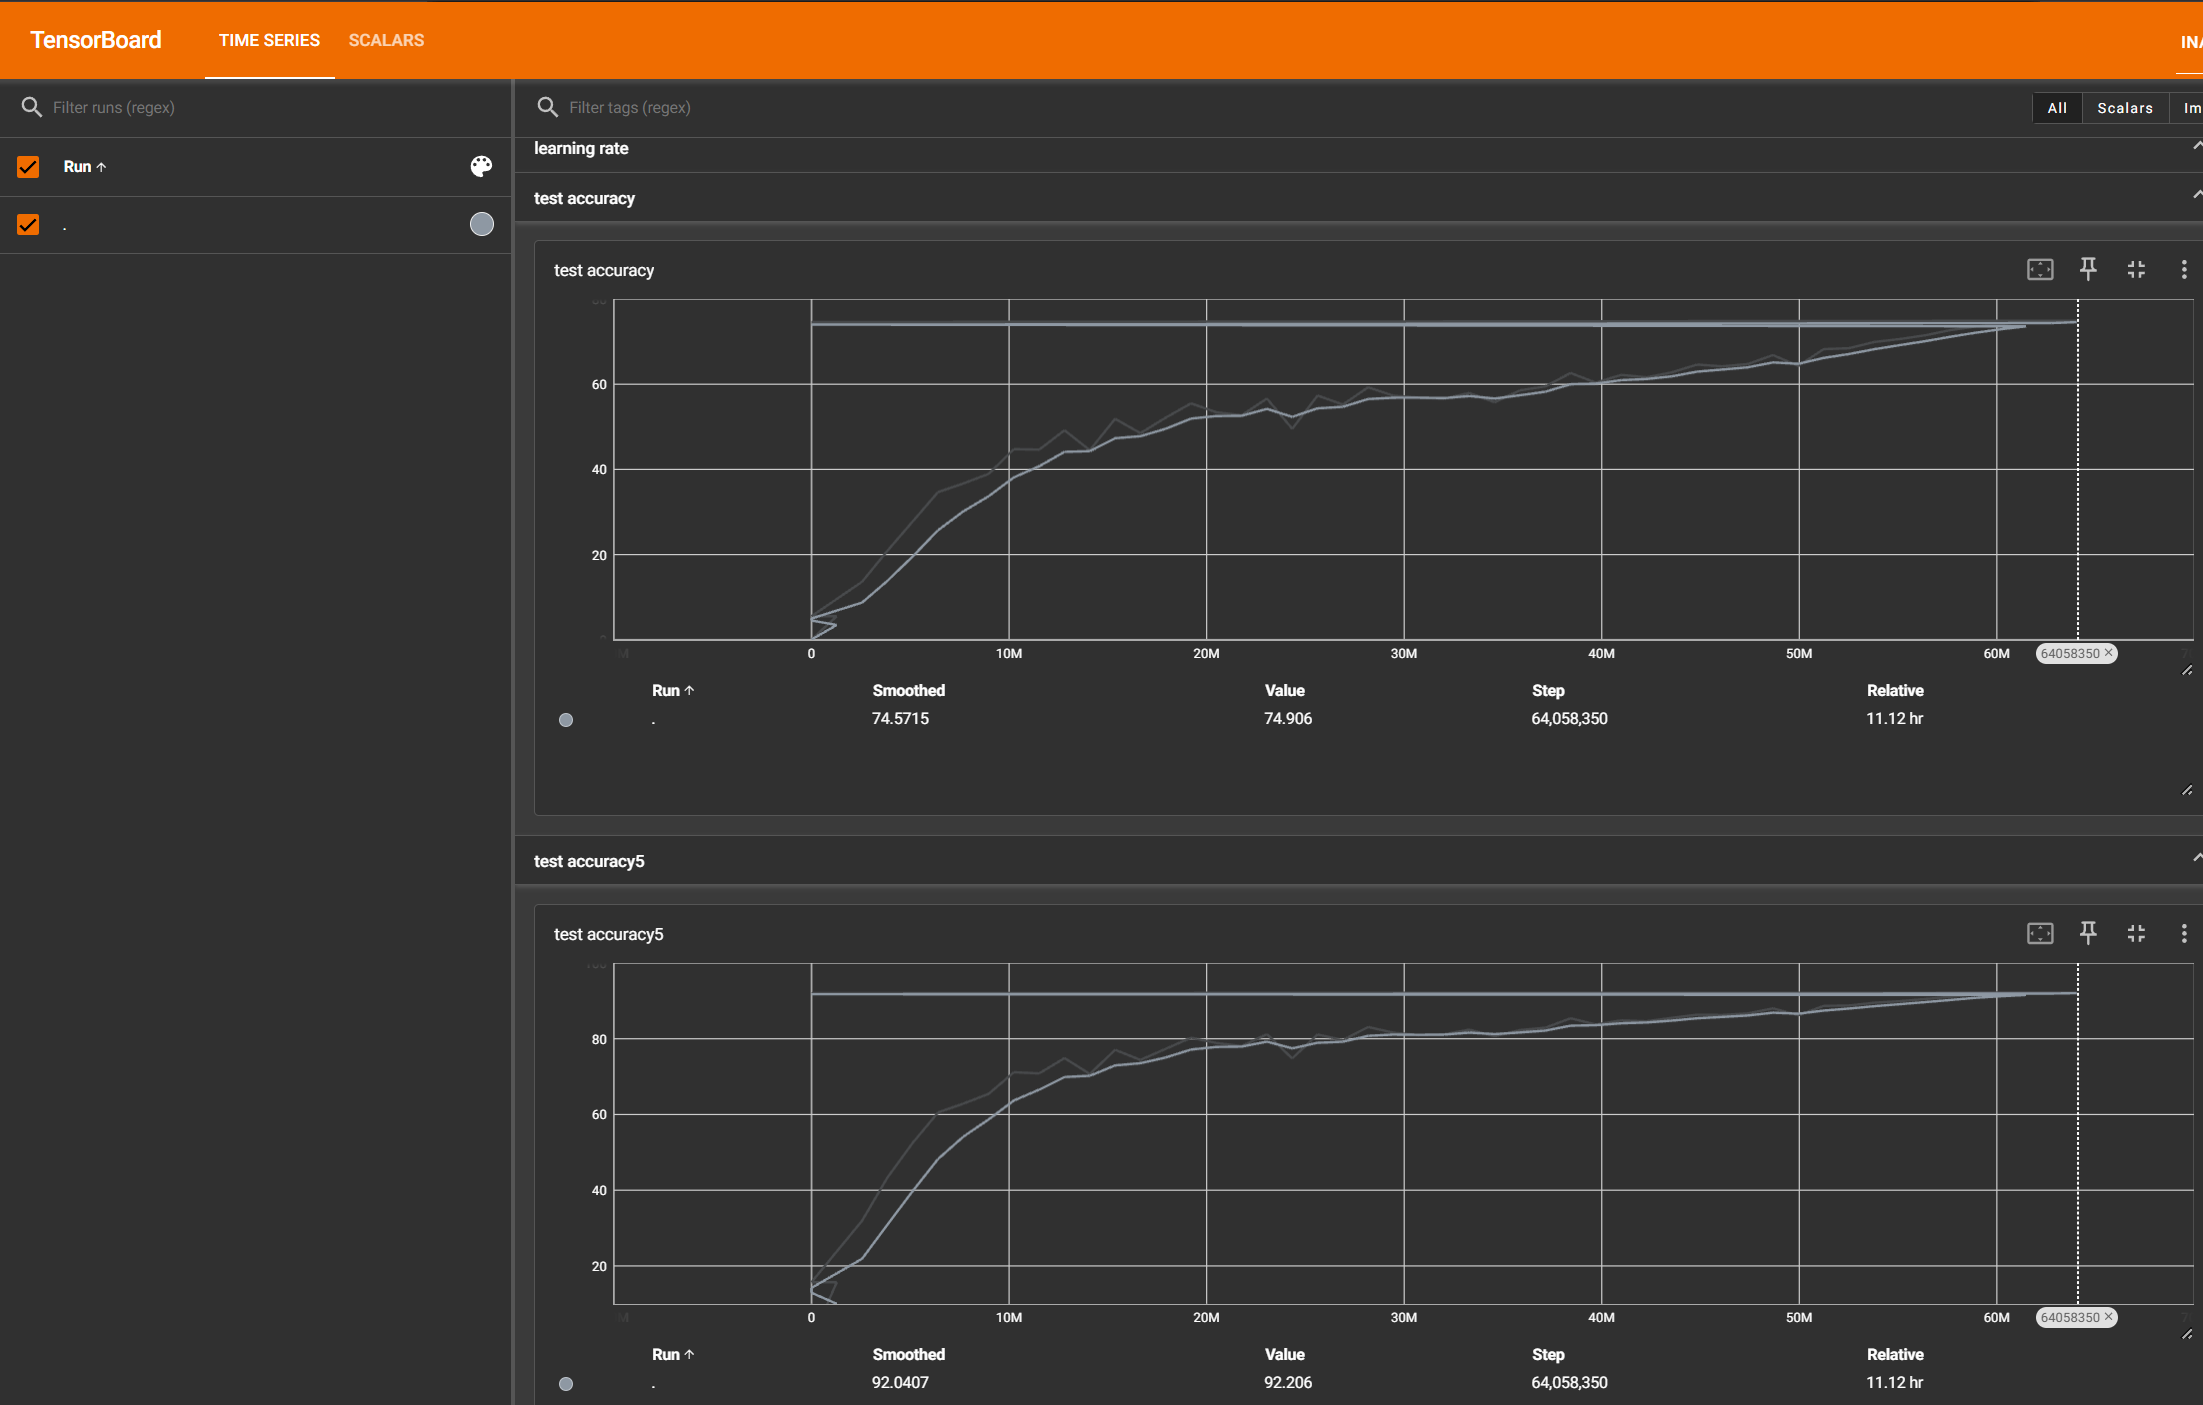 TensorBoard TIME SERIES SCALARS INA
Filter runs (regex) Filter tags (regex) All Scalars Im
Run
.
learning rate
test accuracy
test accuracy
80
60
40
20
0
0 10M 20M 30M 40M 50M 60M 64058350
Run Smoothed Value Step Relative
. 74.5715 74.906 64,058,350 11.12 hr
test accuracy5
test accuracy5
100
80
60
40
20
0 10M 20M 30M 40M 50M 60M 64058350
Run Smoothed Value Step Relative
. 92.0407 92.206 64,058,350 11.12 hr